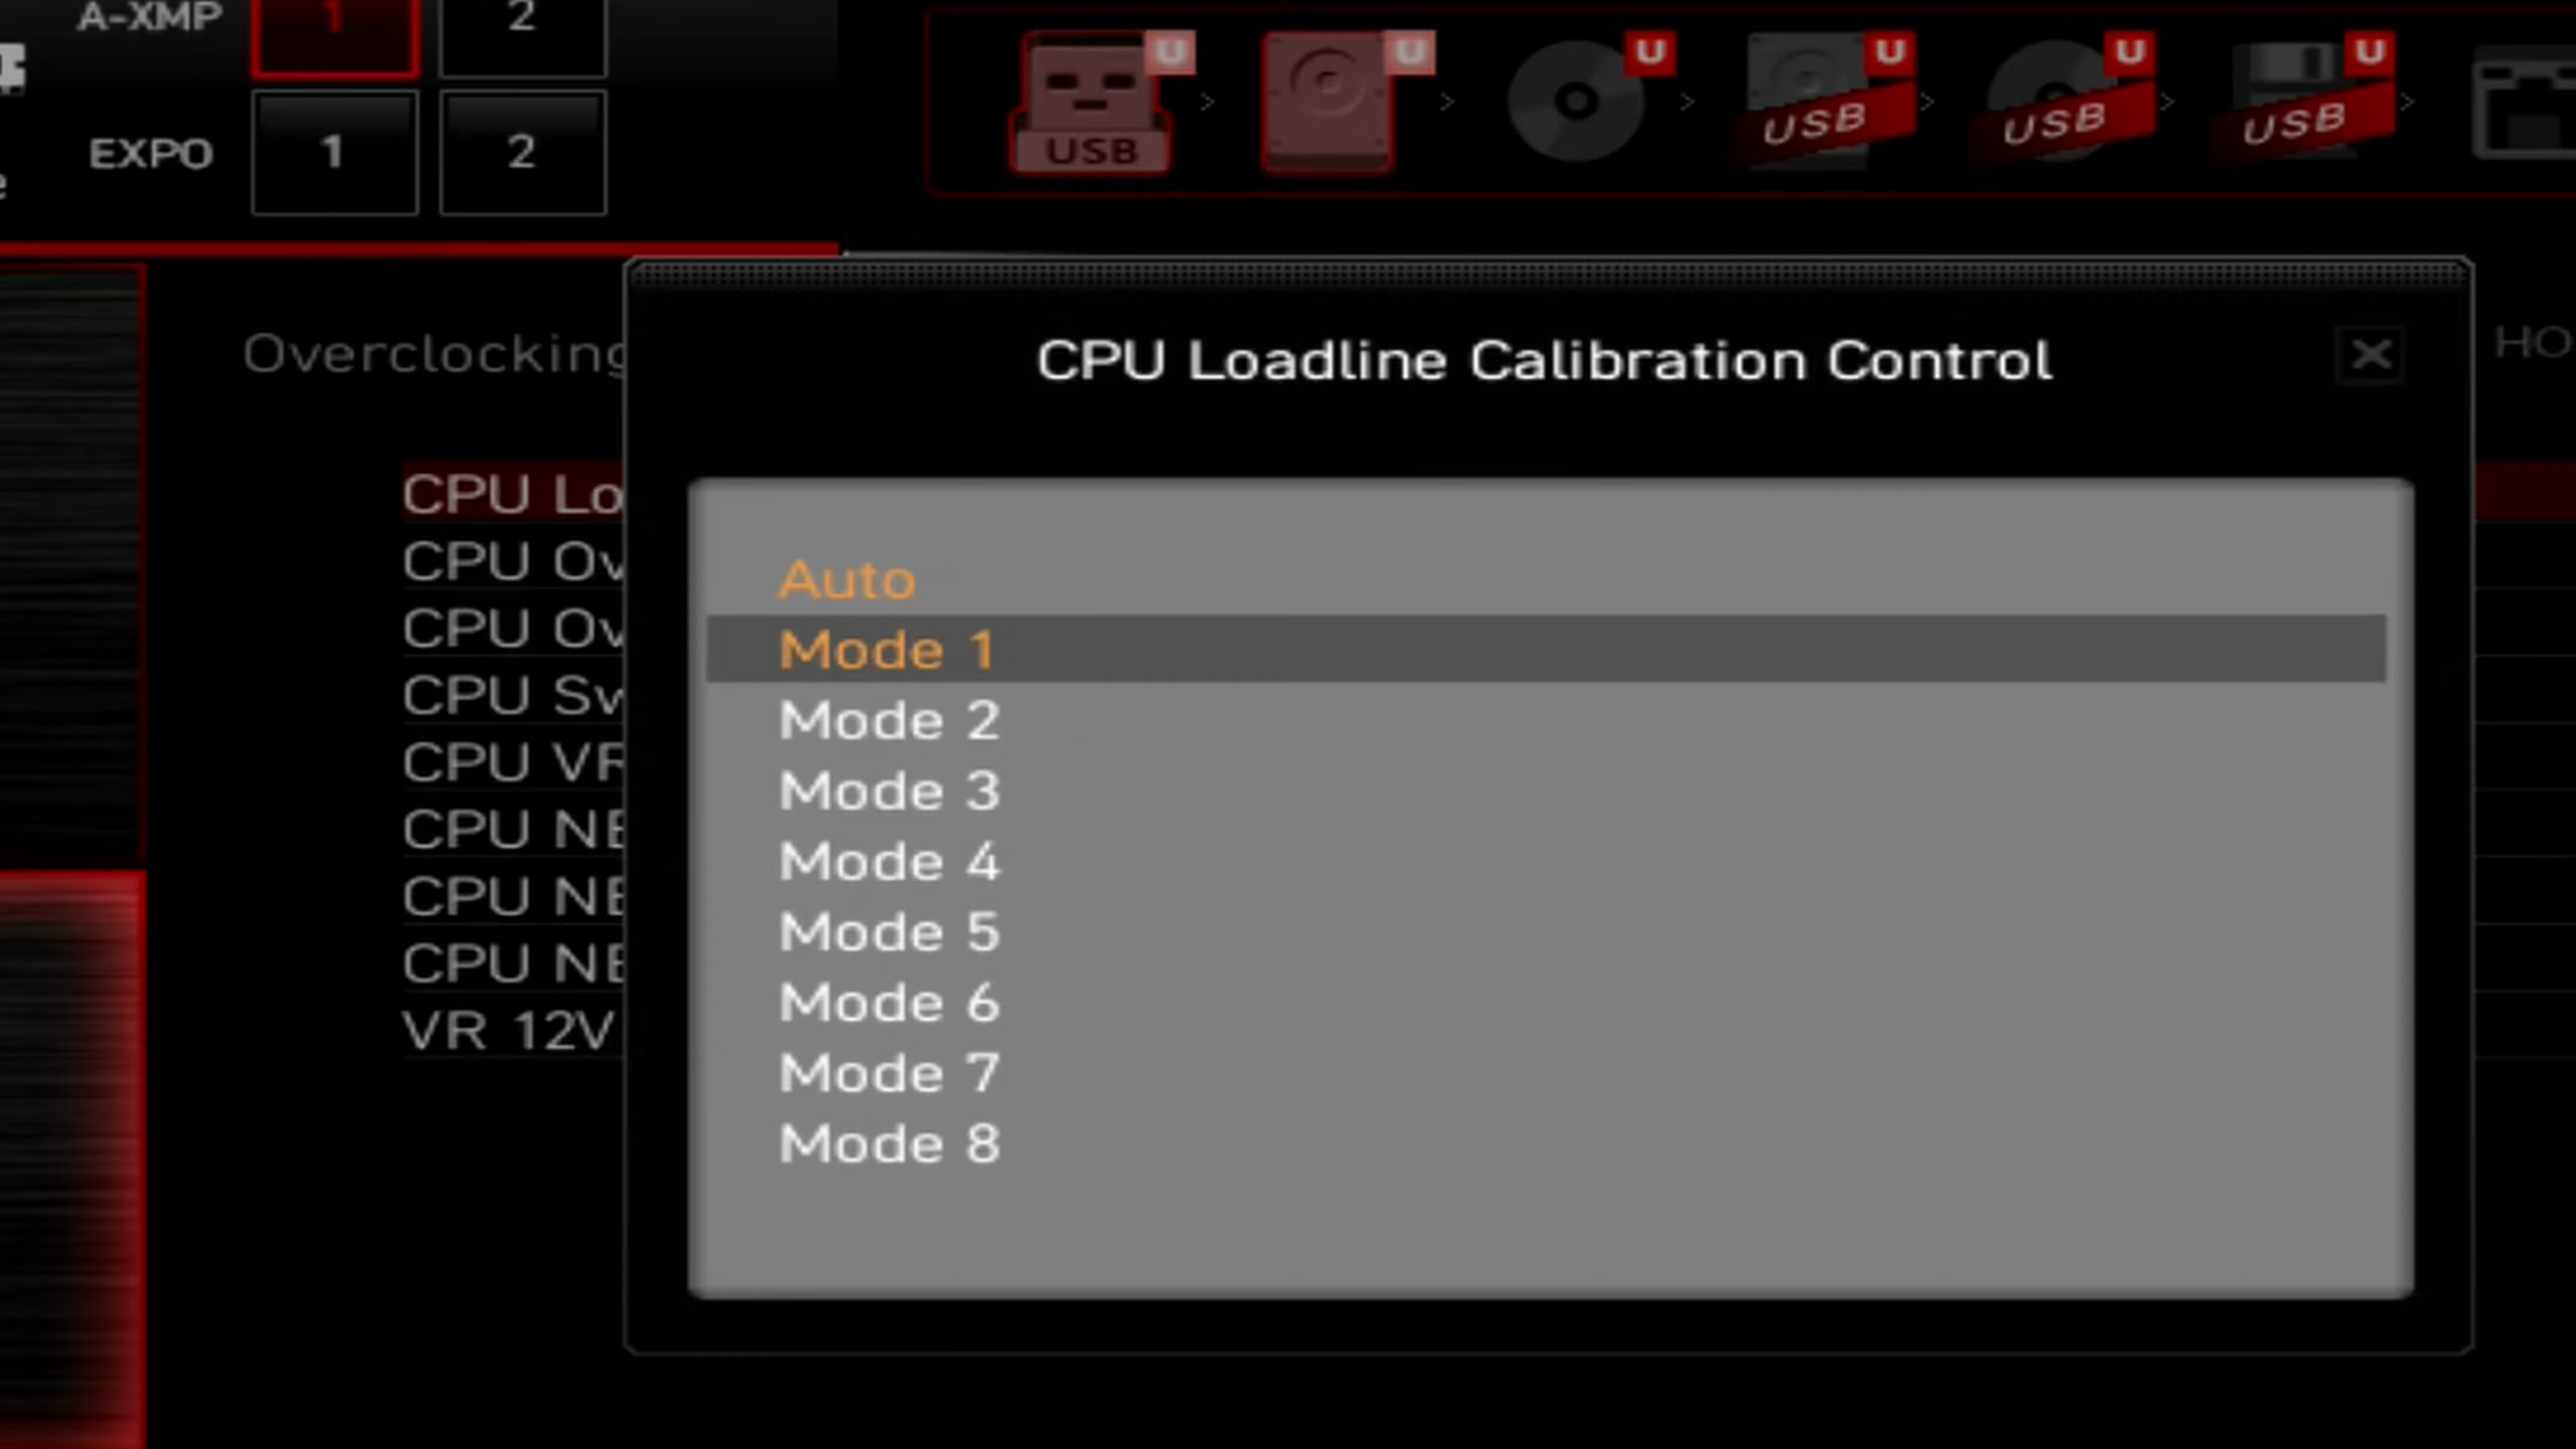 A-XMP 1 2
U U U U U U
USB USB USB USB
EXPO 1 2
Overclocking
CPU Loadline Calibration Control
HO
CPU Lo
CPU Ov
CPU Ov
CPU Sw
CPU VR
CPU NB
CPU NB
CPU NB
VR 12V
Auto
Mode 1
Mode 2
Mode 3
Mode 4
Mode 5
Mode 6
Mode 7
Mode 8